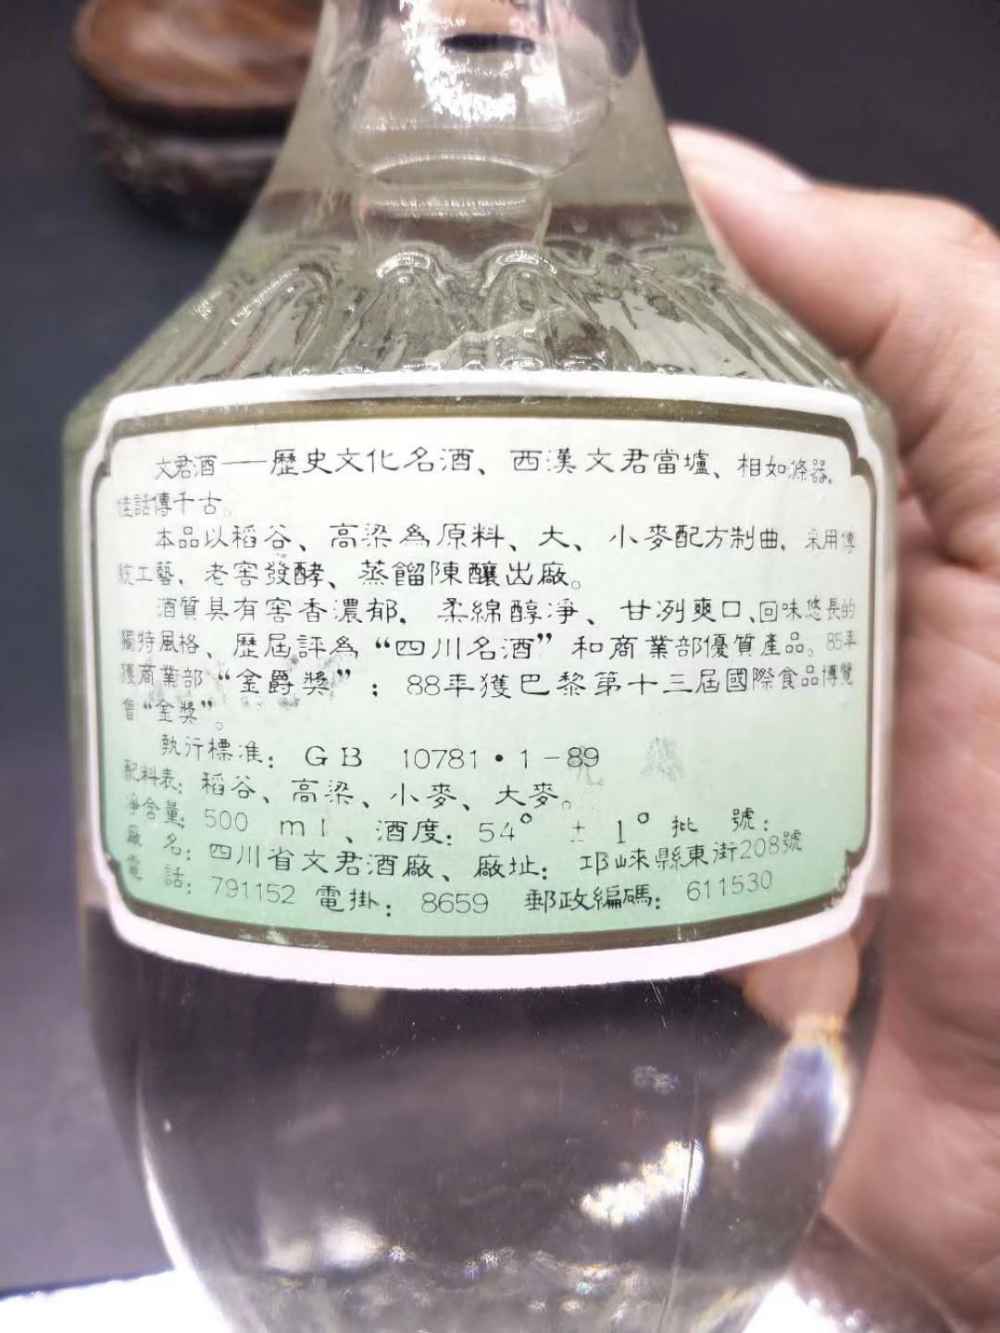 文君酒——歷史文化名酒、西漢文君當壚、相如滌器,
佳話傳千古。
本品以稻谷、高梁為原料、大、小麥配方制曲, 采用傳
統工藝, 老窖發酵、蒸餾陳釀出廠。
酒質具有窖香濃郁, 柔綿醇淨、甘冽爽口、回味悠長的
獨特風格、歷屆評為“四川名酒”和商業部優質產品。85年
獲商業部“金爵獎”; 88年獲巴黎第十三屆國際食品博覽
會“金獎”。
執行標准: GB 10781·1-89
配料表: 稻谷、高梁、小麥、大麥。
淨含量: 500 ml、酒度: 54° ± 1° 批 號:
廠 名: 四川省文君酒廠、廠址: 邛崍縣東街208號
電 話: 791152 電掛: 8659 郵政編碼: 611530